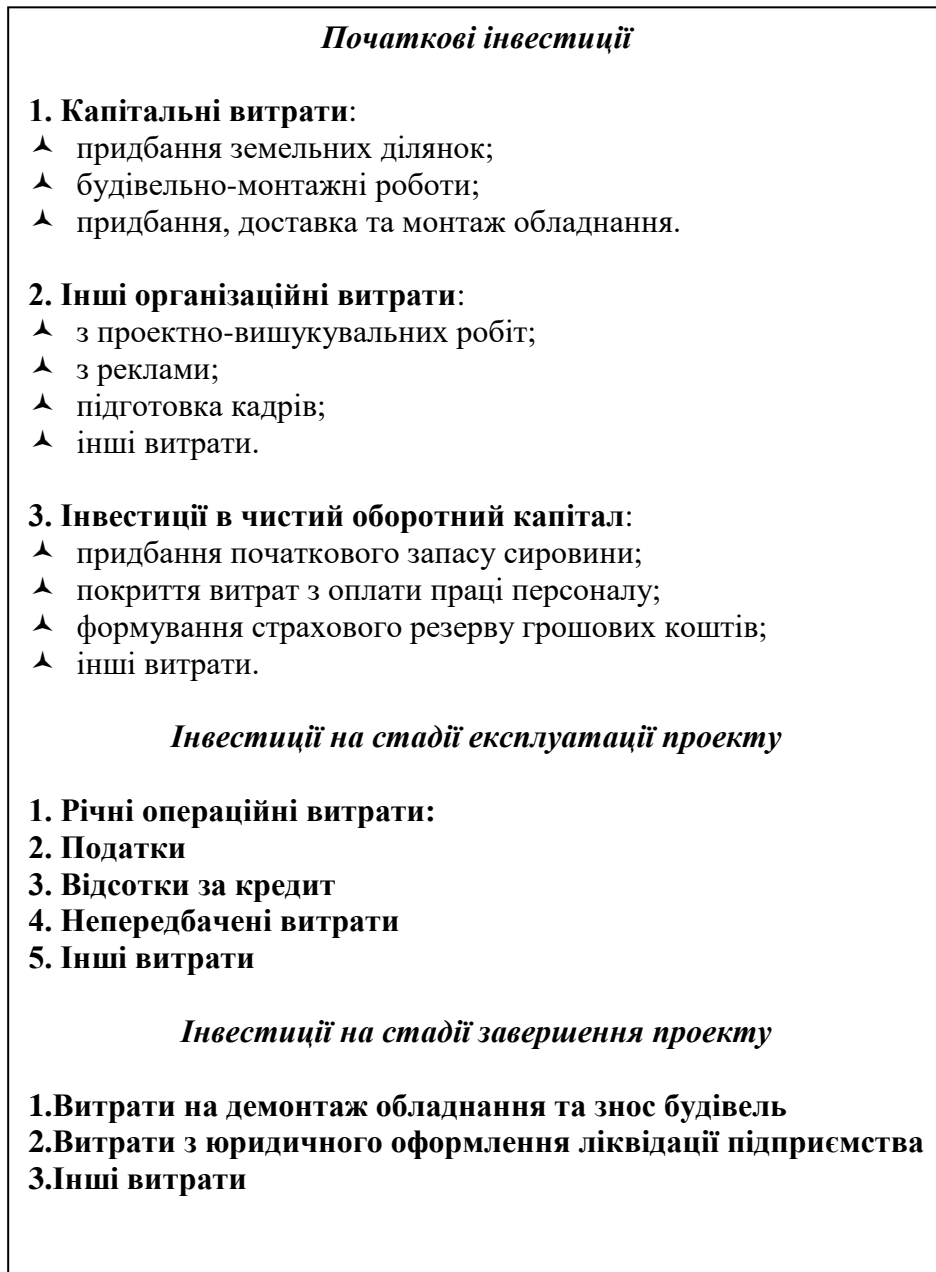 Початкові інвестиції
1. Капітальні витрати:
придбання земельних ділянок;
будівельно-монтажні роботи;
придбання, доставка та монтаж обладнання.
2. Інші організаційні витрати:
з проектно-вишукувальних робіт;
з реклами;
підготовка кадрів;
інші витрати.
3. Інвестиції в чистий оборотний капітал:
придбання початкового запасу сировини;
покриття витрат з оплати праці персоналу;
формування страхового резерву грошових коштів;
інші витрати.
Інвестиції на стадії експлуатації проекту
1. Річні операційні витрати:
2. Податки
3. Відсотки за кредит
4. Непередбачені витрати
5. Інші витрати
Інвестиції на стадії завершення проекту
1.Витрати на демонтаж обладнання та знос будівель
2.Витрати з юридичного оформлення ліквідації підприємства
3.Інші витрати